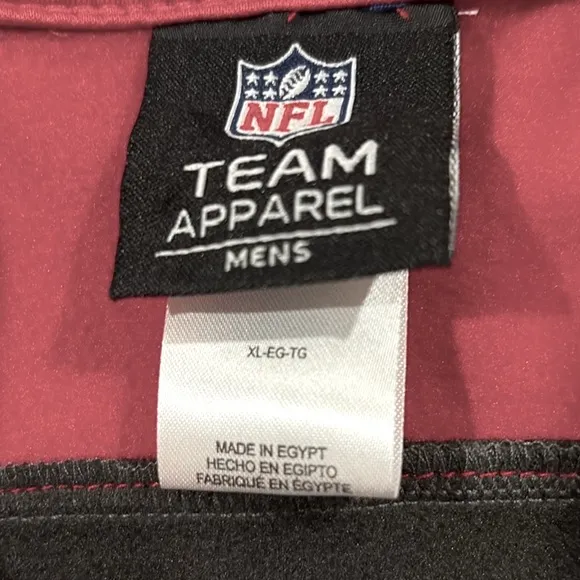 NFL
TEAM
APPAREL
MENS
XL-EG-TG
MADE IN EGYPT
HECHO EN EGIPTO
FABRIQUÉ EN ÉGYPTE